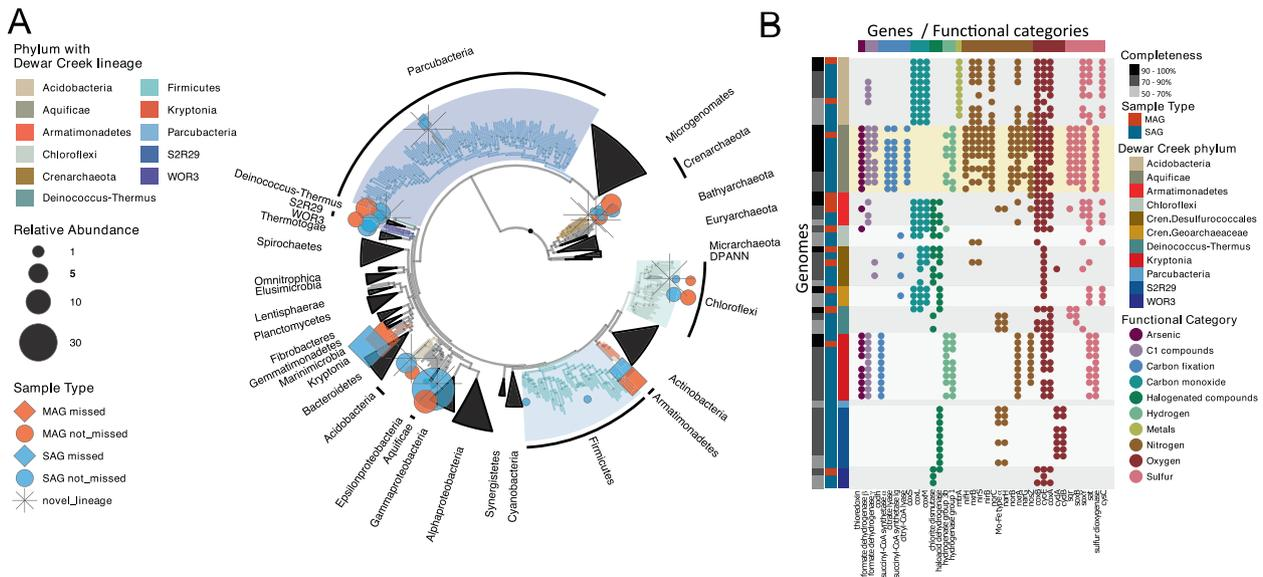 A
Phylum with
Dewar Creek lineage
Acidobacteria
Aquificae
Armatimonadetes
Chloroflexi
Crenarchaeota
Deinococcus-Thermus
Firmicutes
Kryptonia
Parcubacteria
S2R29
WOR3
Relative Abundance
1
5
10
30
Sample Type
MAG missed
MAG not_missed
SAG missed
SAG not_missed
novel_lineage
Parcubacteria
Microgenomates
Crenarchaeota
Bathyarchaeota
Euryarchaeota
Micrarchaeota
DPANN
Chloroflexi
Actinobacteria
Armatimonadetes
Firmicutes
Cyanobacteria
Synergistetes
Alphaproteobacteria
Gammaproteobacteria
Aquificae
Epsilonproteobacteria
Acidobacteria
Bacteroidetes
Kryptonia
Marinimicrobia
Gemmatimonadetes
Fibrobacteres
Planctomycetes
Lentisphaerae
Elusimicrobia
Omnitrophica
Spirochaetes
Thermotogae
WOR3
S2R29
Deinococcus-Thermus
B
Genes / Functional categories
Genomes
Completeness
90 - 100%
70 - 90%
50 - 70%
Sample Type
MAG
SAG
Dewar Creek phylum
Acidobacteria
Aquificae
Armatimonadetes
Chloroflexi
Cren.Desulfurococcales
Cren.Geoarchaeaceae
Deinococcus-Thermus
Kryptonia
Parcubacteria
S2R29
WOR3
Functional Category
Arsenic
C1 compounds
Carbon fixation
Carbon monoxide
Halogenated compounds
Hydrogen
Metals
Nitrogen
Oxygen
Sulfur
chlorite dismutase
sulfur dioxygenase